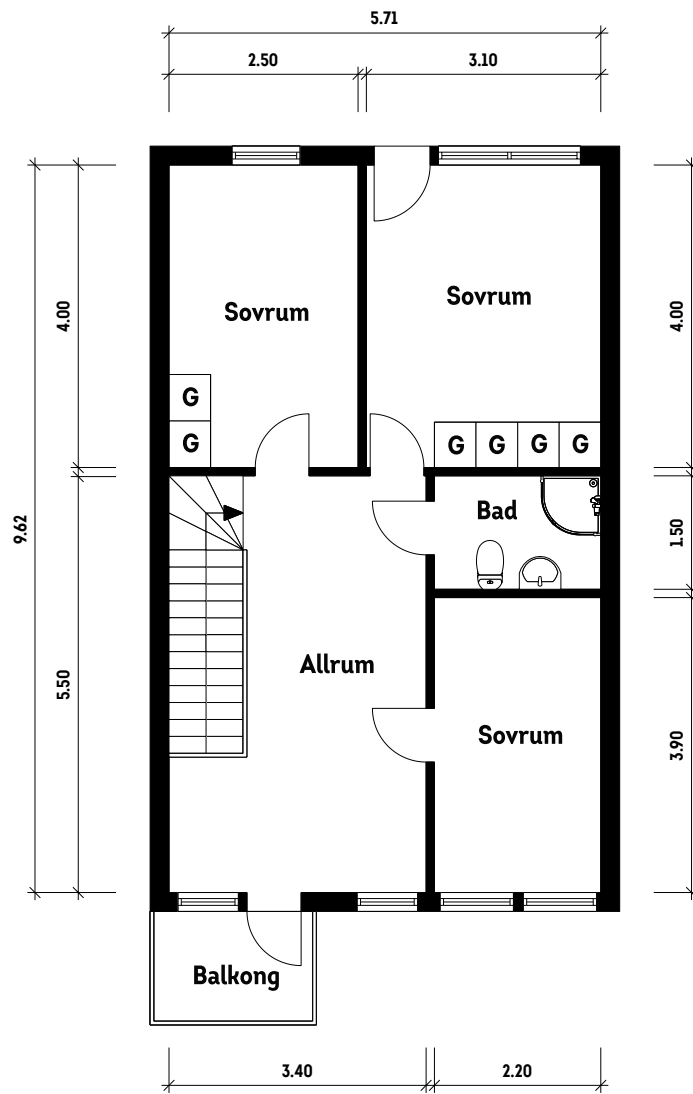 5.71
2.50
3.10
Sovrum
Sovrum
4.00
4.00
G
G
G G G G
Bad
1.50
9.62
Allrum
5.50
Sovrum
3.90
Balkong
3.40
2.20